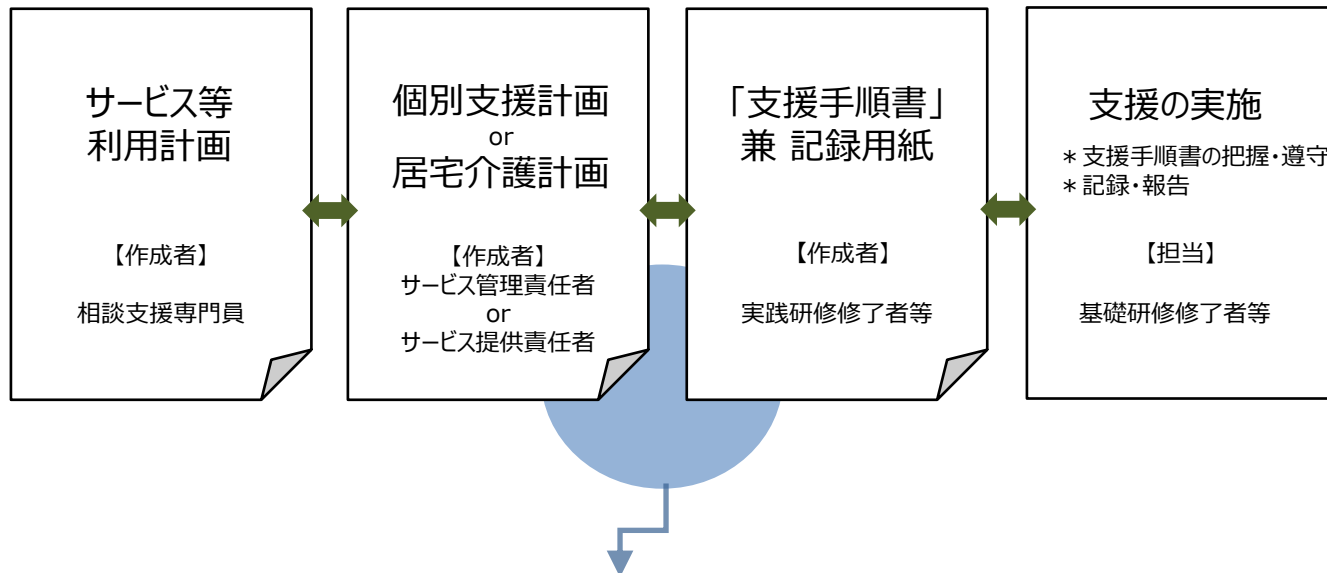 サービス等
利用計画
【作成者】
相談支援専門員
個別支援計画
or
居宅介護計画
【作成者】
サービス管理責任者
or
サービス提供責任者
「支援手順書」
兼 記録用紙
【作成者】
実践研修修了者等
支援の実施
＊支援手順書の把握・遵守
＊記録・報告
【担当】
基礎研修修了者等